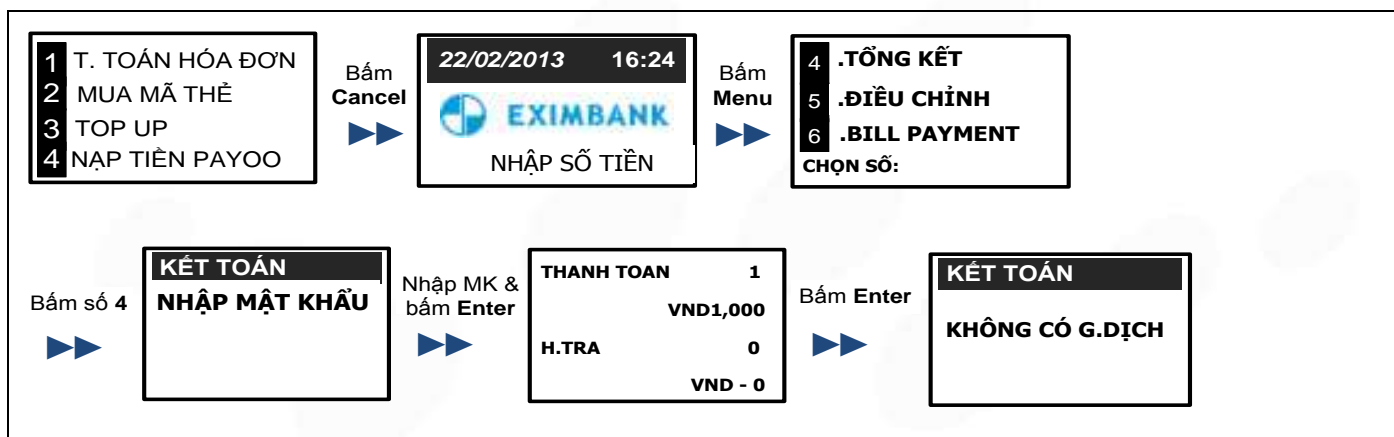 1 T. TOÁN HÓA ĐƠN
2 MUA MÃ THẺ
3 TOP UP
4 NẠP TIỀN PAYOO
Bấm
Cancel
22/02/2013 16:24
EXIMBANK
NHẬP SỐ TIỀN
Bấm
Menu
4 .TỔNG KẾT
5 .ĐIỀU CHỈNH
6 .BILL PAYMENT
CHỌN SỐ:
Bấm số 4
KẾT TOÁN
NHẬP MẬT KHẨU
Nhập MK &
bấm Enter
THANH TOAN 1
VND1,000
H.TRA 0
VND - 0
Bấm Enter
KẾT TOÁN
KHÔNG CÓ G.DỊCH